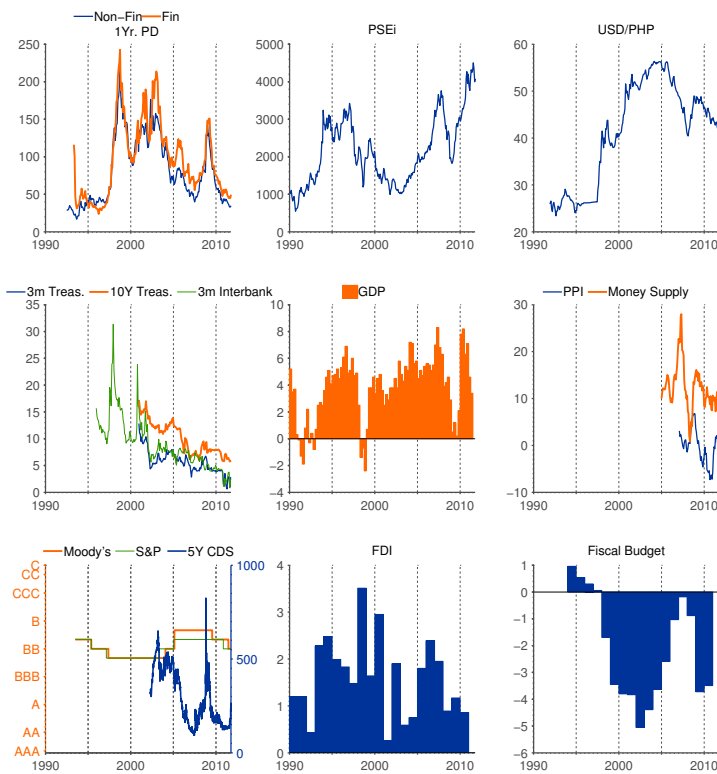 Non-Fin Fin
1Yr. PD
250
200
150
100
50
0
1990 2000 2010
PSEi
5000
4000
3000
2000
1000
0
1990 2000 2010
USD/PHP
60
50
40
30
20
1990 2000 2010
3m Treas. 10Y Treas. 3m Interbank
35
30
25
20
15
10
5
0
1990 2000 2010
GDP
10
8
6
4
2
0
−2
−4
1990 2000 2010
PPI Money Supply
30
20
10
0
−10
1990 2000 2010
Moody's S&P 5Y CDS
C
CC
CCC
B
BB
BBB
A
AA
AAA
1000
500
0
1990 2000 2010
FDI
4
3
2
1
0
1990 2000 2010
Fiscal Budget
1
0
−1
−2
−3
−4
−5
−6
1990 2000 2010